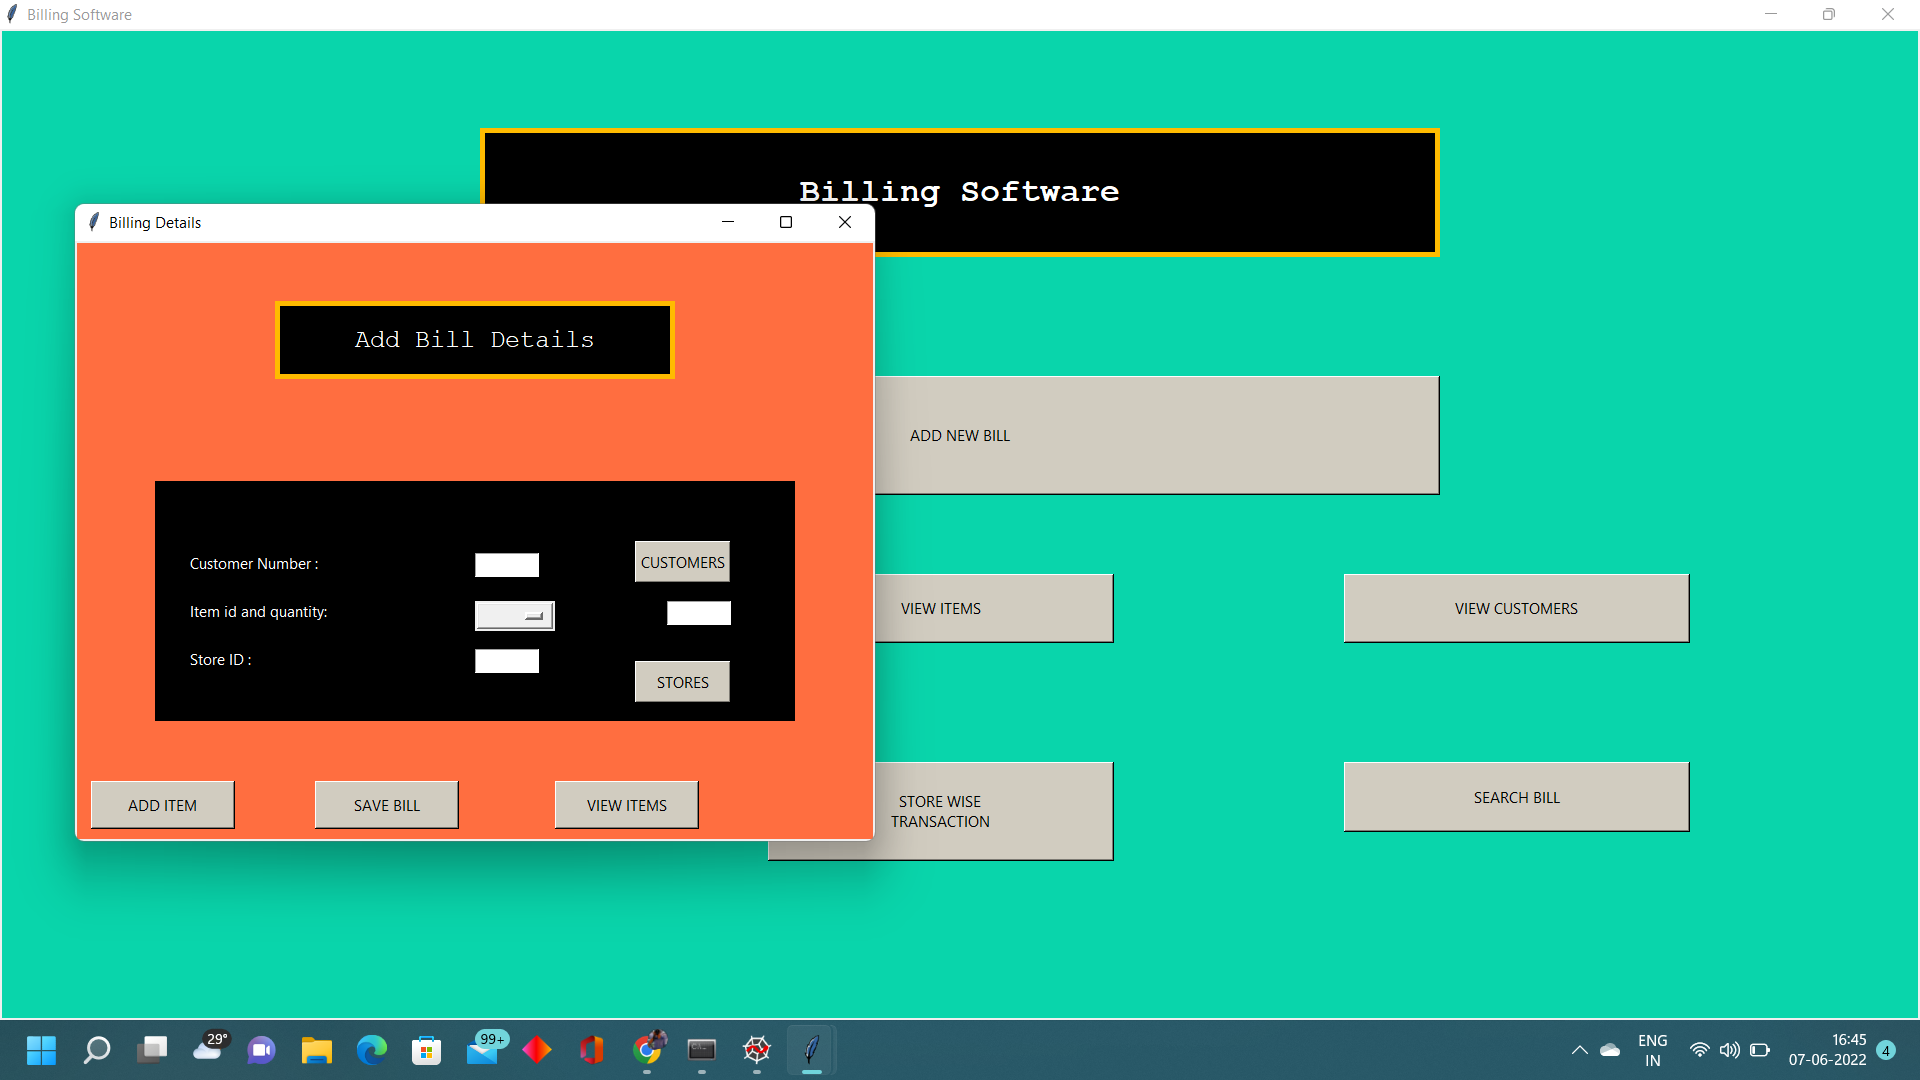 Billing Software
Billing Software
Billing Details
Add Bill Details
ADD NEW BILL
Customer Number :
CUSTOMERS
Item id and quantity:
Store ID :
STORES
VIEW ITEMS
VIEW CUSTOMERS
STORE WISE
TRANSACTION
SEARCH BILL
ADD ITEM
SAVE BILL
VIEW ITEMS
29°
99+
ENG
IN
16:45
07-06-2022
4